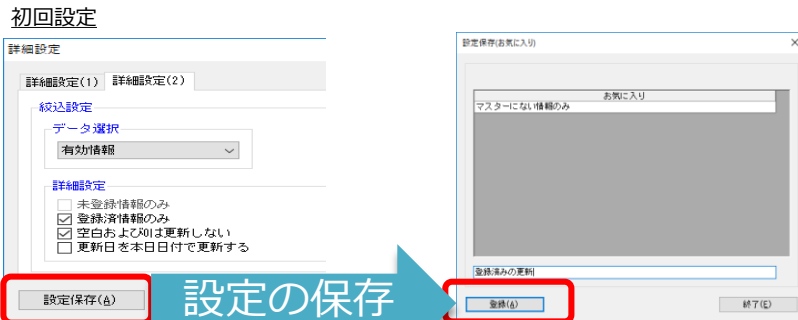 初回設定
詳細設定
詳細設定(1) 詳細設定(2)
絞込設定
データ選択
有効情報
詳細設定
未登録情報のみ
登録済情報のみ
空白および0は更新しない
更新日を本日日付で更新する
設定保存(A)
設定の保存
設定保存(お気に入り)
お気に入り
マスターにない情報のみ
登録済みの更新
登録(A)
終了(E)